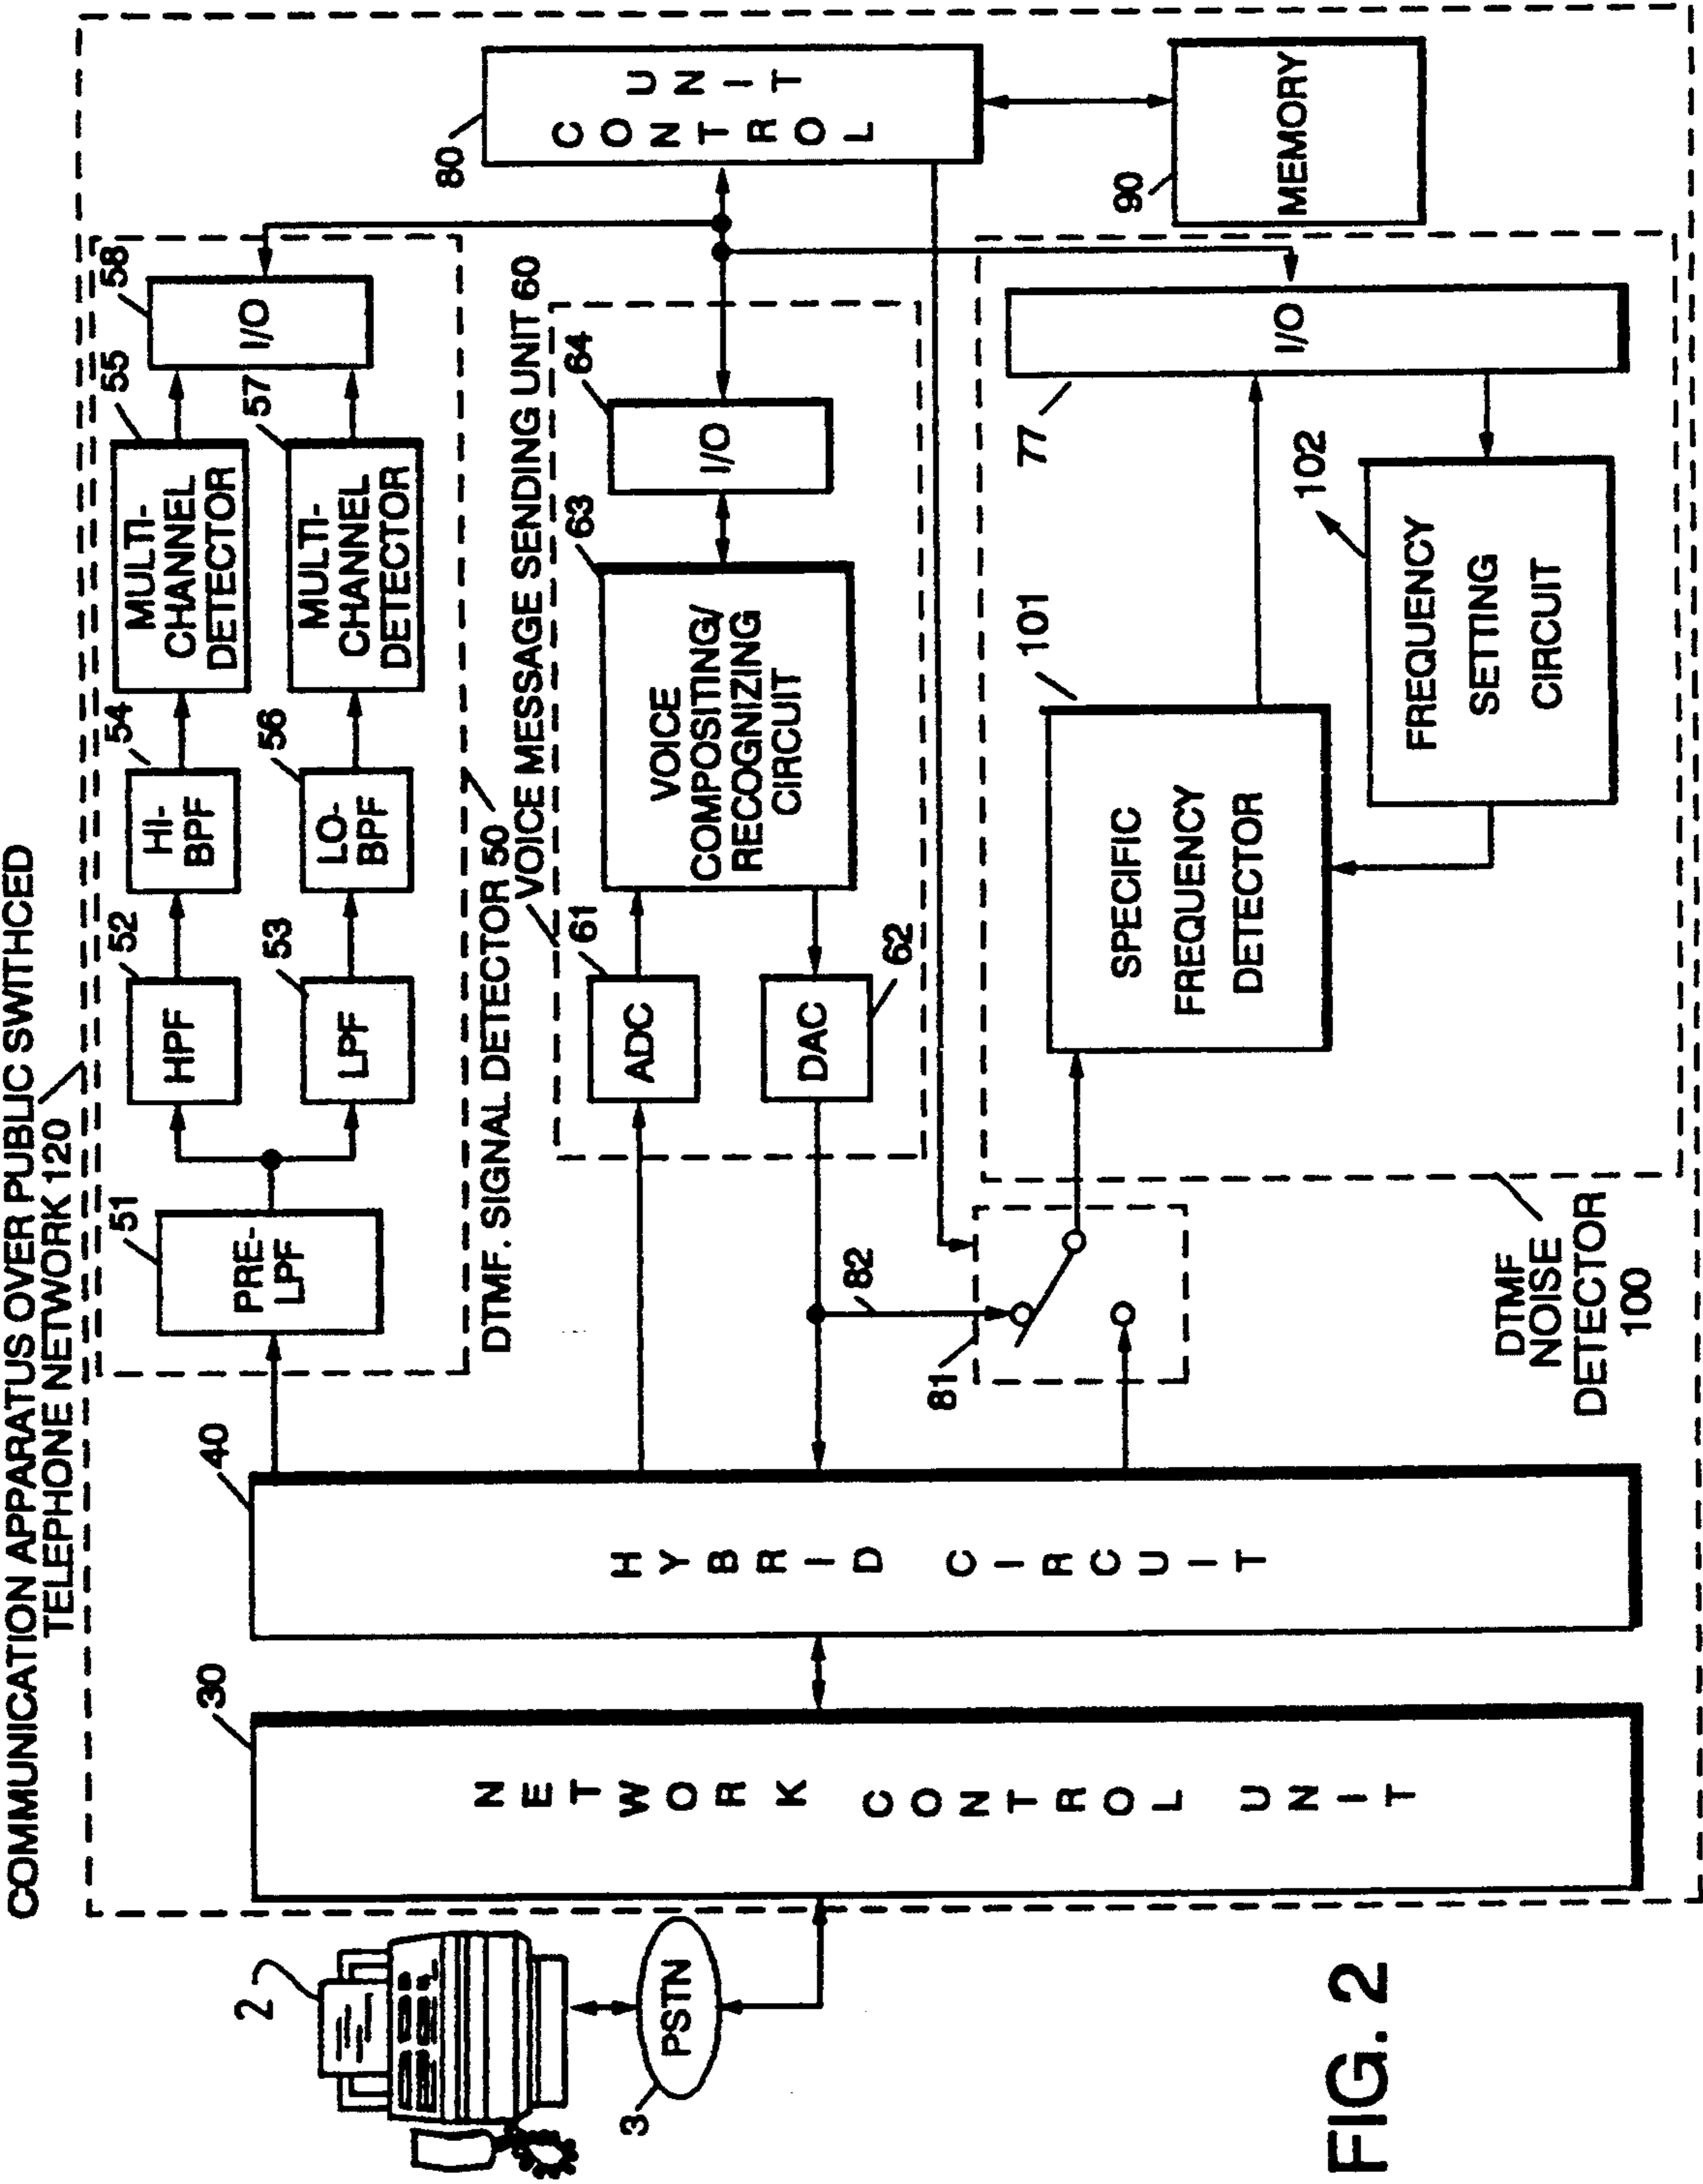 COMMUNICATION APPARATUS OVER PUBLIC SWITHCED
TELEPHONE NETWORK 120
2
3
PSTN
30
NETWORK CONTROL UNIT
40
HYBRID CIRCUIT
51
PRE-
LPF
52
HPF
53
LPF
54
HI-
BPF
56
LO-
BPF
55
MULTI-
CHANNEL
DETECTOR
57
MULTI-
CHANNEL
DETECTOR
58
I/O
DTMF. SIGNAL DETECTOR 50
VOICE MESSAGE SENDING UNIT 60
61
ADC
DAC
62
63
VOICE
COMPOSITING/
RECOGNIZING
CIRCUIT
64
I/O
80
UNIT
CONTROL
90
MEMORY
81
82
101
SPECIFIC
FREQUENCY
DETECTOR
102
FREQUENCY
SETTING
CIRCUIT
77
I/O
DTMF
NOISE
DETECTOR
100
FIG. 2